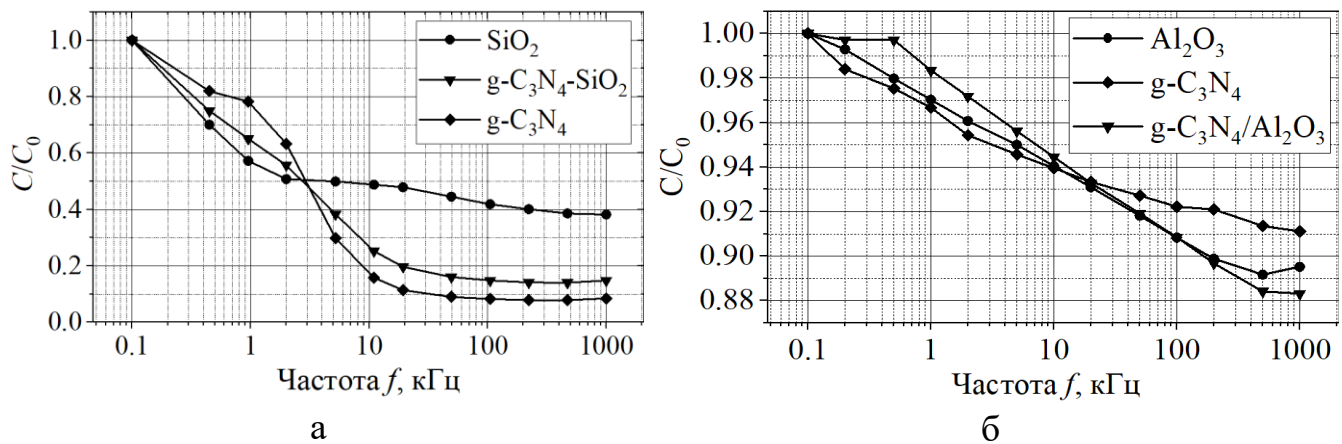 1.0
0.8
0.6
0.4
0.2
0.0
C/C₀
SiO₂
g-C₃N₄-SiO₂
g-C₃N₄
0.1
1
10
100
1000
Частота f, кГц
а
1.00
0.98
0.96
0.94
0.92
0.90
0.88
C/C₀
Al₂O₃
g-C₃N₄
g-C₃N₄/Al₂O₃
0.1
1
10
100
1000
Частота f, кГц
б